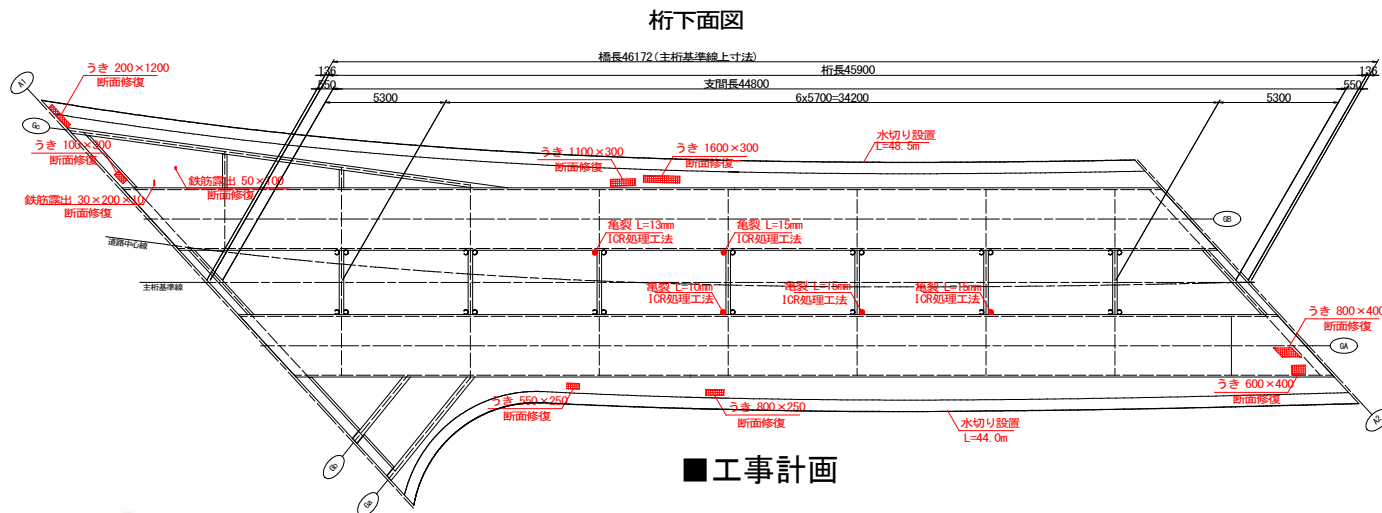 桁下面図
橋長46172(主桁基準線上寸法)
136
桁長45900
136
550
支間長44800
550
5300
6x5700=34200
5300
A1
うき 200×1200
断面修復
Gc
うき 100×300
断面修復
鉄筋露出 50×100
断面修復
鉄筋露出 30×200×10
断面修復
うき 1100×300
断面修復
うき 1600×300
断面修復
水切り設置
L=48.5m
GB
道路中心線
主桁基準線
亀裂 L=13mm
ICR処理工法
亀裂 L=15mm
ICR処理工法
亀裂 L=10mm
ICR処理工法
亀裂 L=15mm
ICR処理工法
亀裂 L=15mm
ICR処理工法
うき 800×400
断面修復
GA
うき 600×400
断面修復
うき 550×250
断面修復
うき 800×250
断面修復
水切り設置
L=44.0m
A2
■工事計画